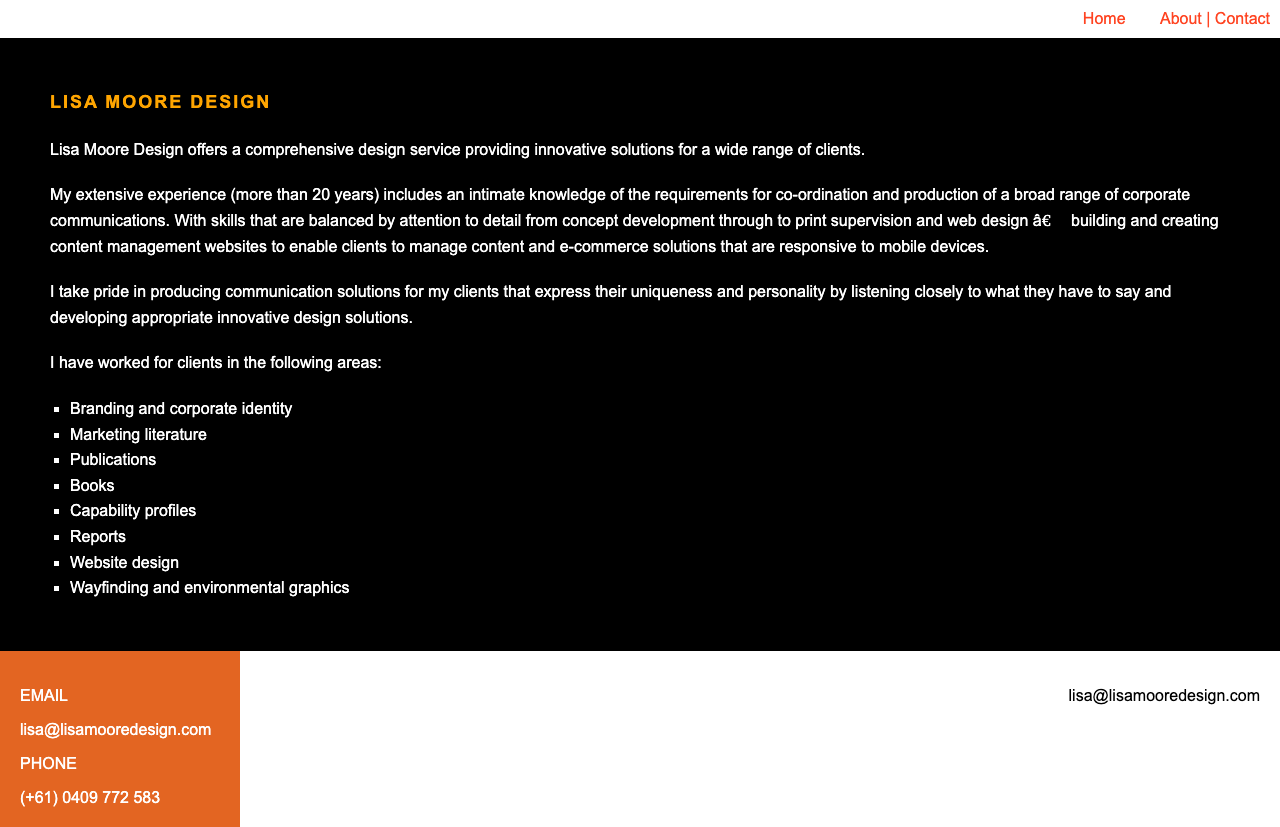 Home About | Contact
LISA MOORE DESIGN
Lisa Moore Design offers a comprehensive design service providing innovative solutions for a wide range of clients.
My extensive experience (more than 20 years) includes an intimate knowledge of the requirements for co-ordination and production of a broad range of corporate
communications. With skills that are balanced by attention to detail from concept development through to print supervision and web design â€ building and creating
content management websites to enable clients to manage content and e-commerce solutions that are responsive to mobile devices.
I take pride in producing communication solutions for my clients that express their uniqueness and personality by listening closely to what they have to say and
developing appropriate innovative design solutions.
I have worked for clients in the following areas:
Branding and corporate identity
Marketing literature
Publications
Books
Capability profiles
Reports
Website design
Wayfinding and environmental graphics
EMAIL
lisa@lisamooredesign.com
PHONE
(+61) 0409 772 583
lisa@lisamooredesign.com